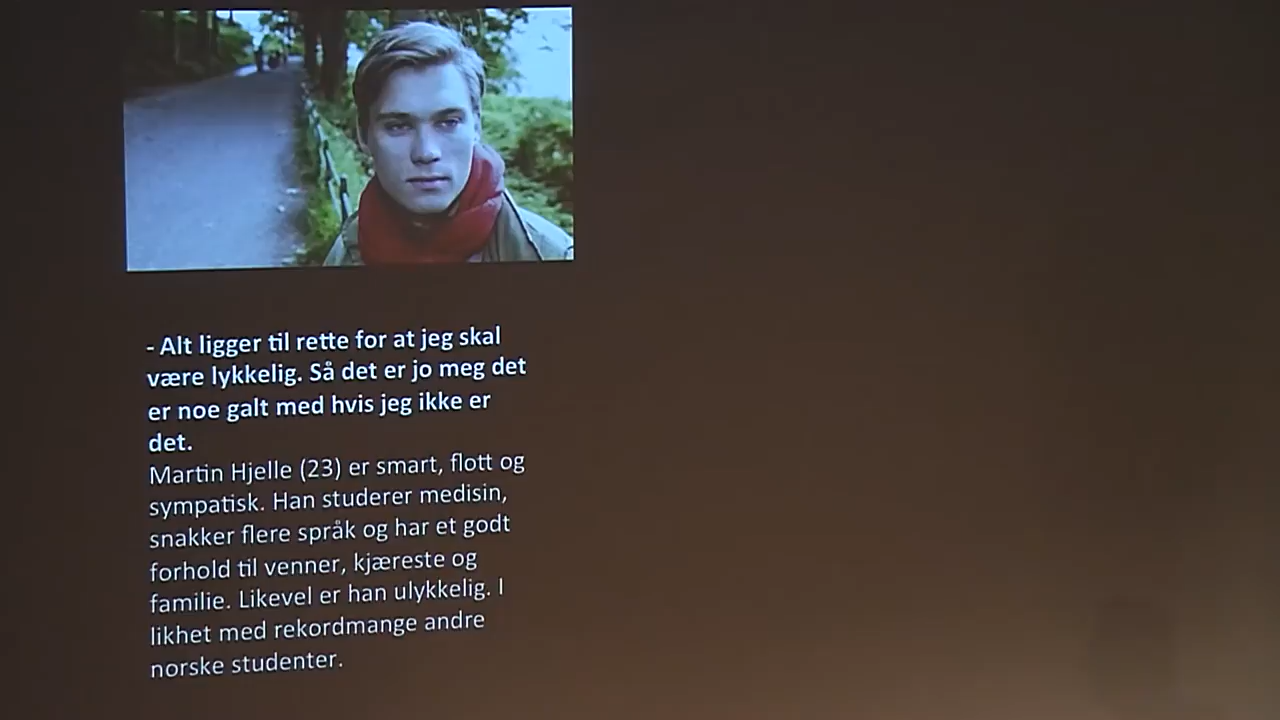 - Alt ligger til rette for at jeg skal
være lykkelig. Så det er jo meg det
er noe galt med hvis jeg ikke er
det.
Martin Hjelle (23) er smart, flott og
sympatisk. Han studerer medisin,
snakker flere språk og har et godt
forhold til venner, kjæreste og
familie. Likevel er han ulykkelig. I
likhet med rekordmange andre
norske studenter.